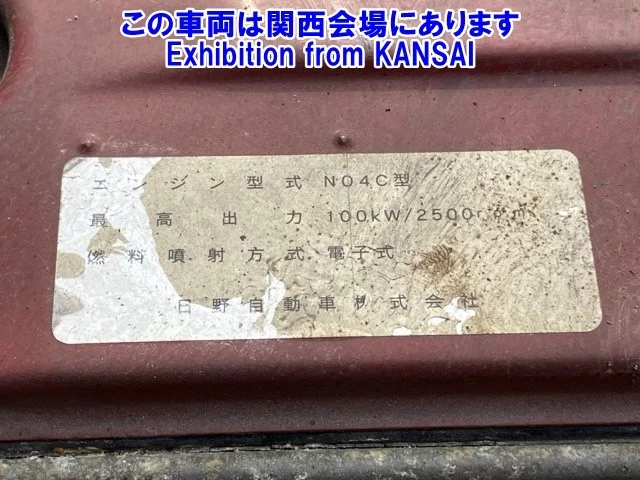 この車両は関西会場にあります
Exhibition from KANSAI
エンジン型式 N04C型
最高出力 100kW/2500rpm
燃料噴射方式 電子式
日野自動車株式会社